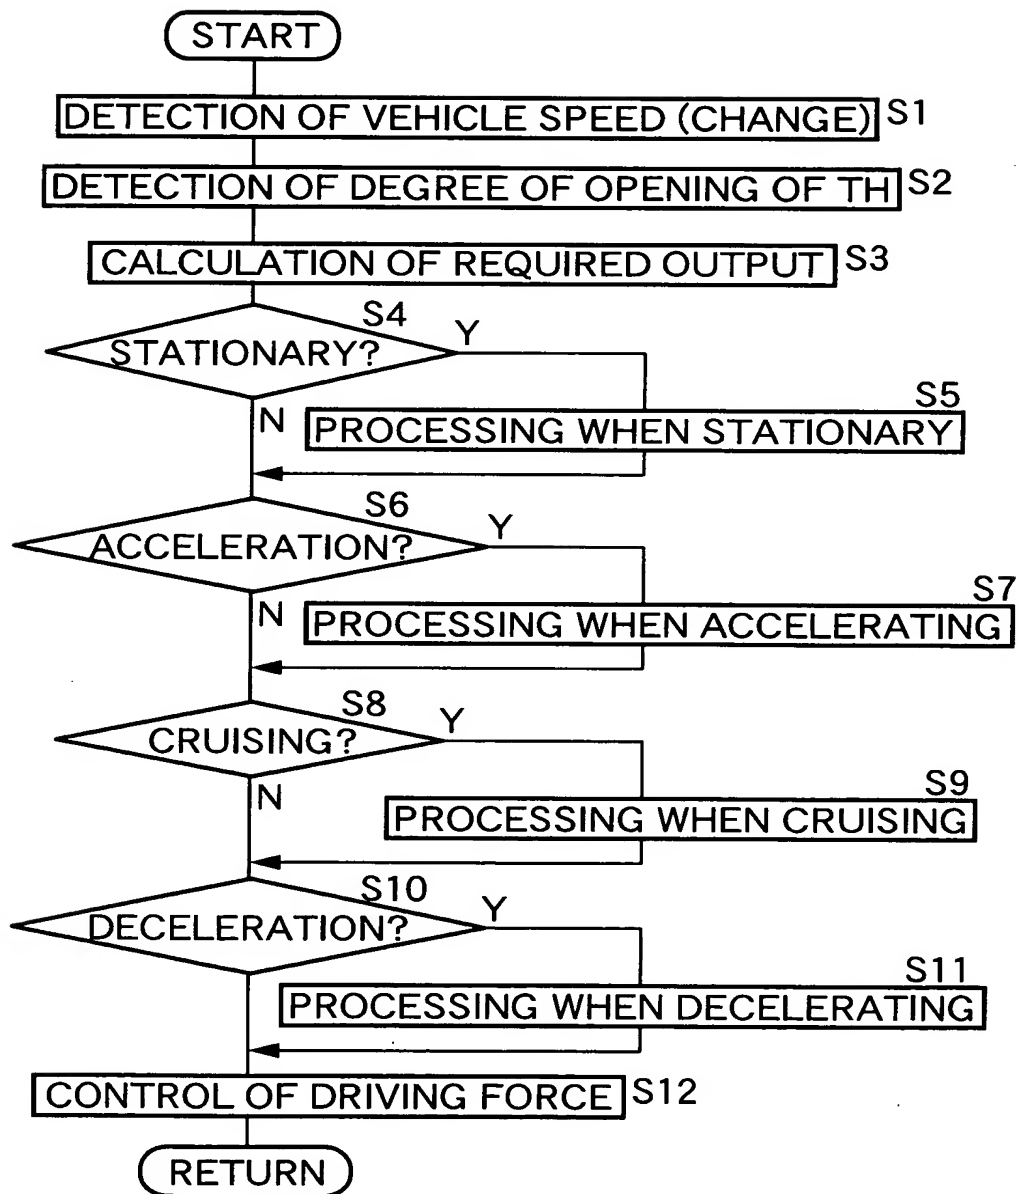 START
DETECTION OF VEHICLE SPEED (CHANGE) S1
DETECTION OF DEGREE OF OPENING OF TH S2
CALCULATION OF REQUIRED OUTPUT S3
S4
STATIONARY?
Y
N
S5
PROCESSING WHEN STATIONARY
S6
ACCELERATION?
Y
N
S7
PROCESSING WHEN ACCELERATING
S8
CRUISING?
Y
N
S9
PROCESSING WHEN CRUISING
S10
DECELERATION?
Y
S11
PROCESSING WHEN DECELERATING
CONTROL OF DRIVING FORCE S12
RETURN